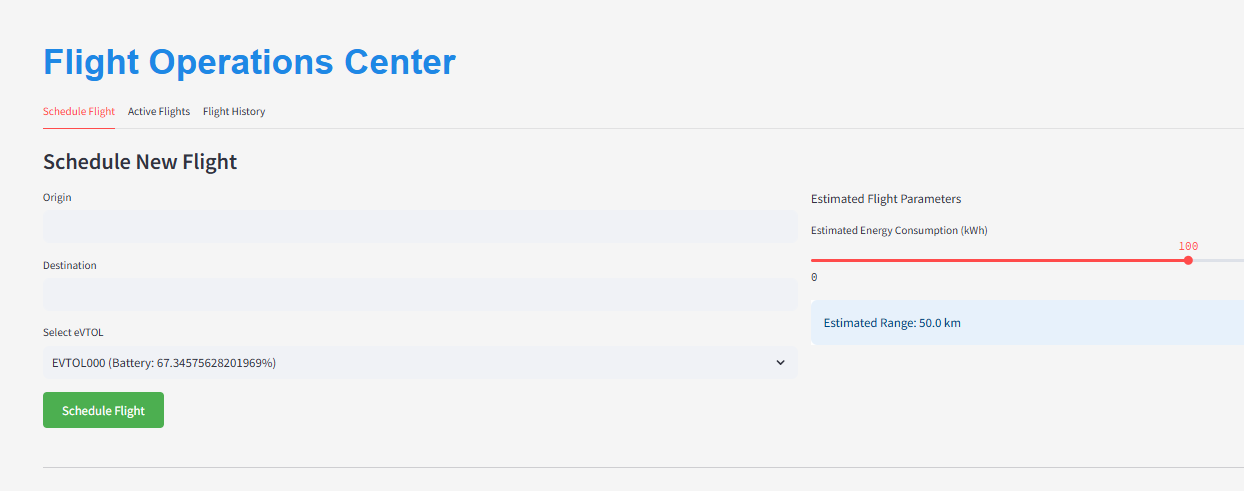 Flight Operations Center
Schedule Flight Active Flights Flight History
Schedule New Flight
Origin
Destination
Select eVTOL
EVTOL000 (Battery: 67.34575628201969%)
Schedule Flight
Estimated Flight Parameters
Estimated Energy Consumption (kWh)
100
0
Estimated Range: 50.0 km